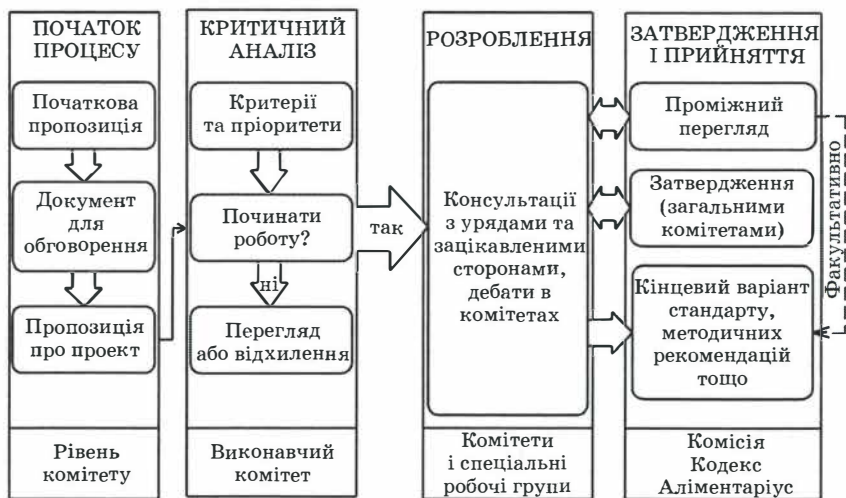 ПОЧАТОК
ПРОЦЕСУ
Початкова
пропозиція
Документ
для
обговорення
Пропозиція
про проект
Рівень
комітету
КРИТИЧНИЙ
АНАЛІЗ
Критерії
та пріоритети
Починати
роботу?
ні
Перегляд
або відхилення
Виконавчий
комітет
так
РОЗРОБЛЕННЯ
Консультації
з урядами та
зацікавленими
сторонами,
дебати в
комітетах
Комітети
і спеціальні
робочі групи
ЗАТВЕРДЖЕННЯ
І ПРИЙНЯТТЯ
Проміжний
перегляд
Затвердження
(загальними
комітетами)
Кінцевий варіант
стандарту,
методичних
рекомендацій
тощо
Комісія
Кодекс
Аліментаріус
Факультативно